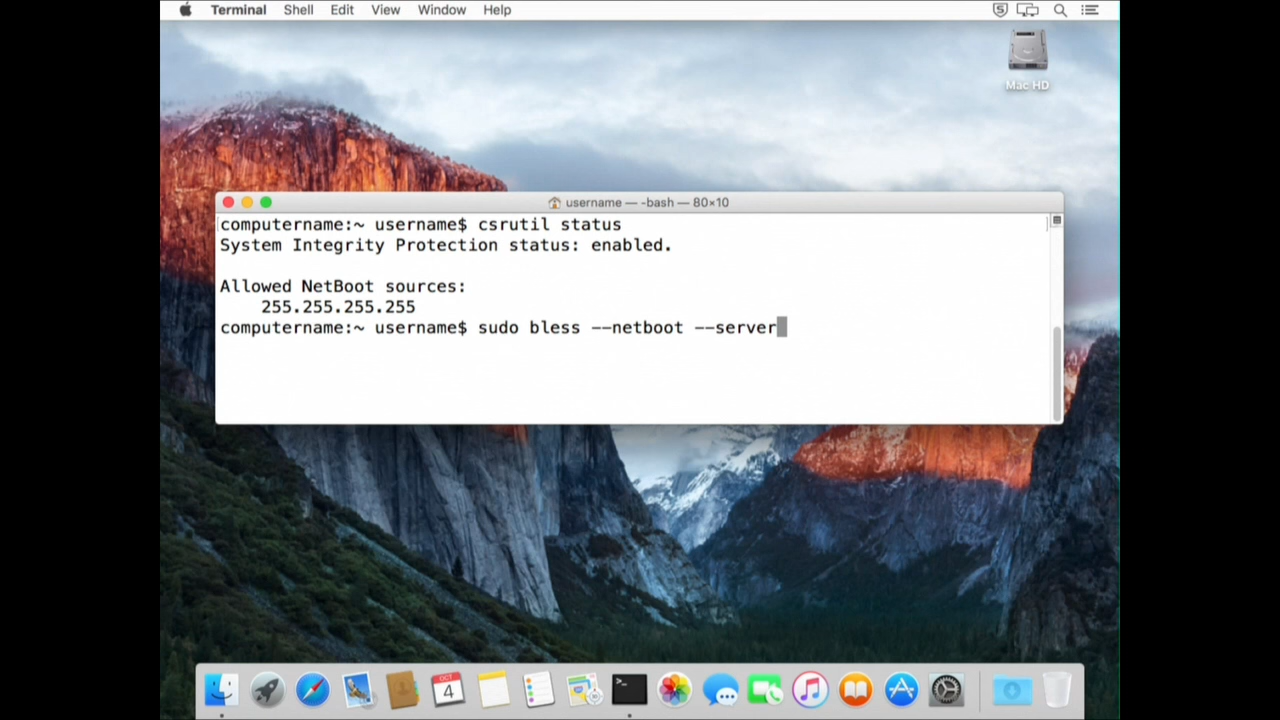 Terminal Shell Edit View Window Help
Mac HD
username — -bash — 80×10
computername:~ username$ csrutil status
System Integrity Protection status: enabled.
Allowed NetBoot sources:
255.255.255.255
computername:~ username$ sudo bless --netboot --server
OCT
4
>_